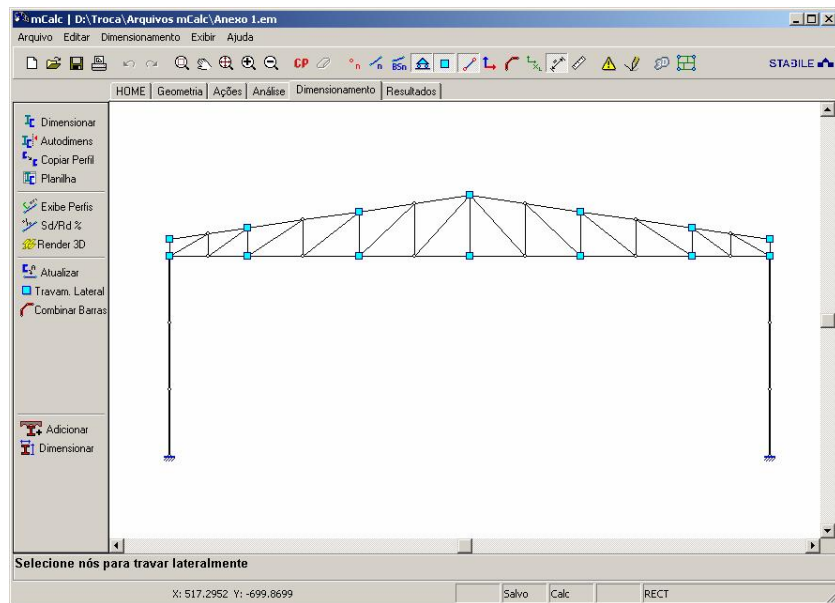 mCalc | D:\Troca\Arquivos mCalc\Anexo 1.em
Arquivo Editar Dimensionamento Exibir Ajuda
CP n n BSn STABILE
HOME Geometria Ações Análise Dimensionamento Resultados
Dimensionar
Autodimens
Copiar Perfil
Planilha
Exibe Perfis
Sd/Rd %
Render 3D
Atualizar
Travam. Lateral
Combinar Barras
Adicionar
Dimensionar
Selecione nós para travar lateralmente
X: 517.2952 Y: -699.8699 Salvo Calc RECT